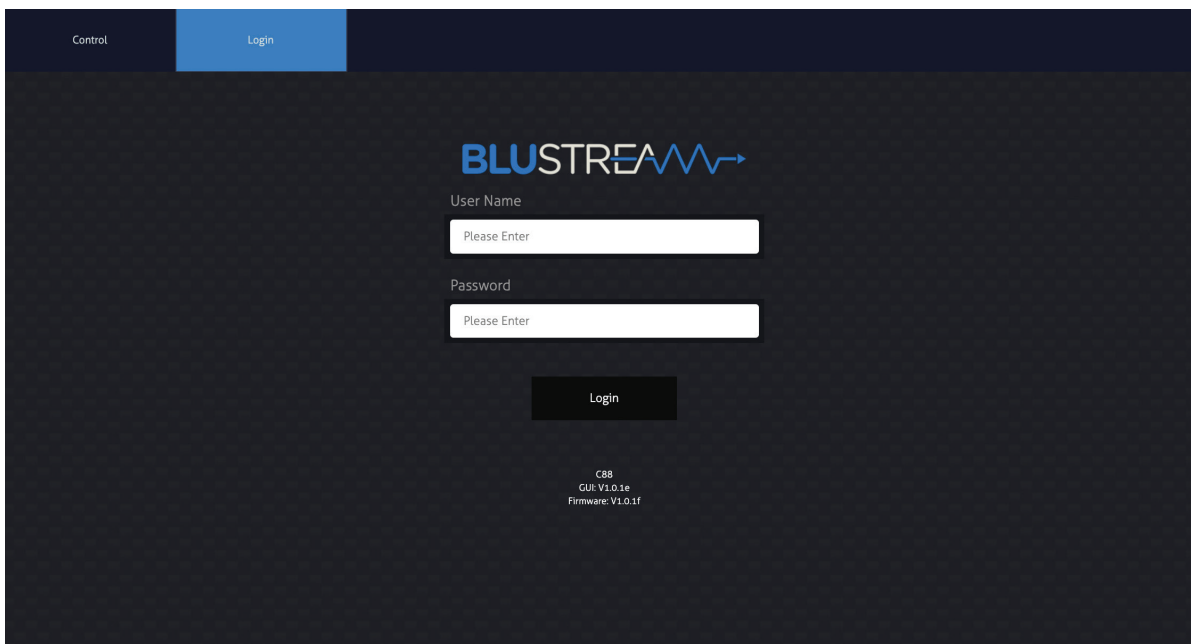 Control
Login
BLUSTREAM
User Name
Please Enter
Password
Please Enter
Login
C88
GUI: V1.0.1e
Firmware: V1.0.1f